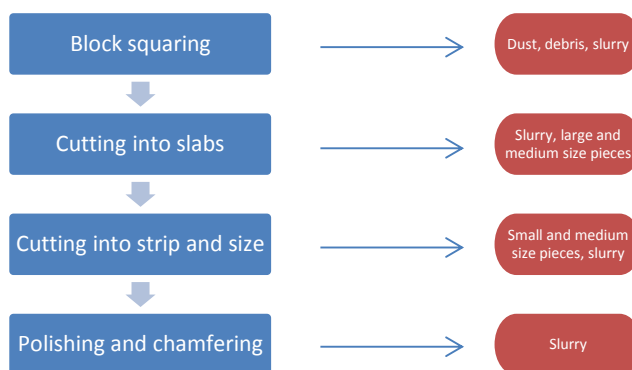 Block squaring
Dust, debris, slurry
Cutting into slabs
Slurry, large and
medium size pieces
Cutting into strip and size
Small and medium
size pieces, slurry
Polishing and chamfering
Slurry